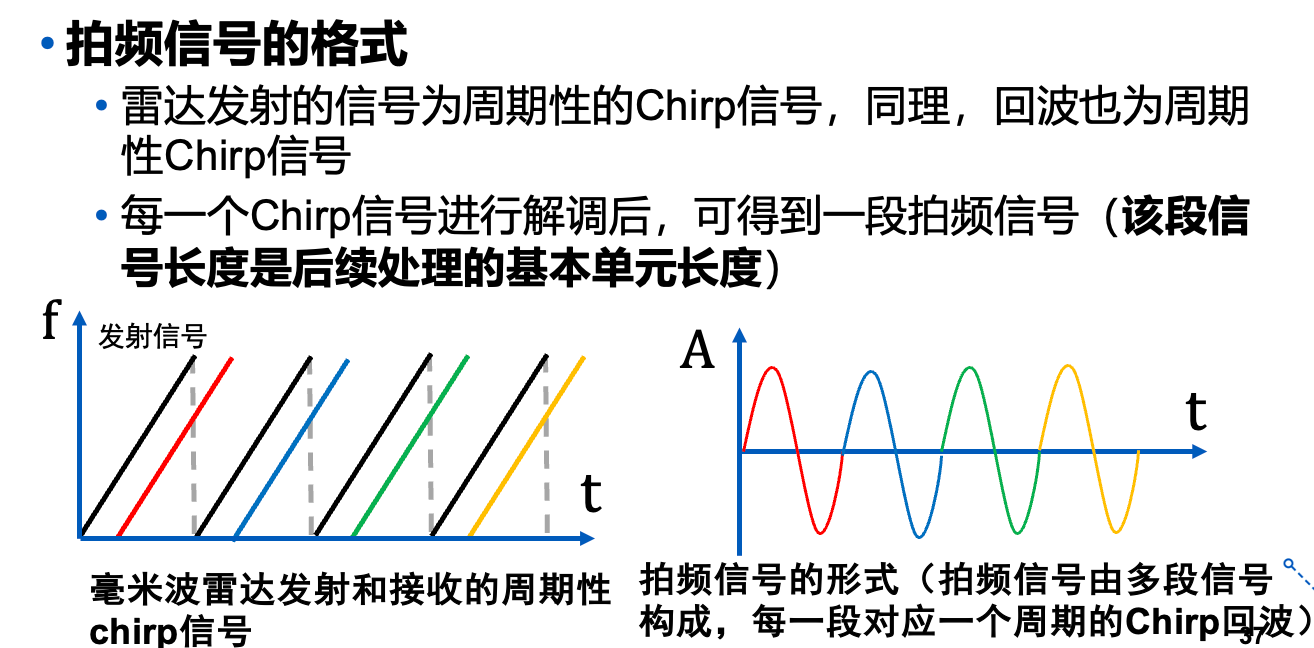 • 拍频信号的格式
• 雷达发射的信号为周期性的Chirp信号，同理，回波也为周期
性Chirp信号
• 每一个Chirp信号进行解调后，可得到一段拍频信号（该段信
号长度是后续处理的基本单元长度）
f
发射信号
t
毫米波雷达发射和接收的周期性
chirp信号
A
t
拍频信号的形式（拍频信号由多段信号
构成，每一段对应一个周期的Chirp回波）
37